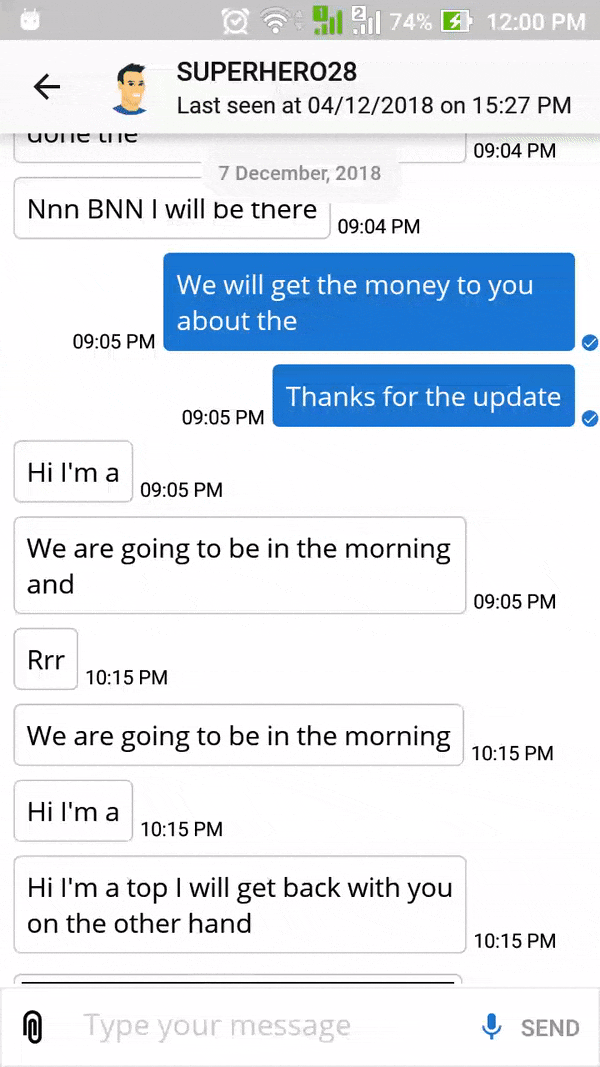 1 2 74% 12:00 PM
SUPERHERO28
Last seen at 04/12/2018 on 15:27 PM
done the
09:04 PM
7 December, 2018
Nnn BNN I will be there
09:04 PM
We will get the money to you
about the
09:05 PM
Thanks for the update
09:05 PM
Hi I'm a
09:05 PM
We are going to be in the morning
and
09:05 PM
Rrr
10:15 PM
We are going to be in the morning
10:15 PM
Hi I'm a
10:15 PM
Hi I'm a top I will get back with you
on the other hand
10:15 PM
Type your message
SEND